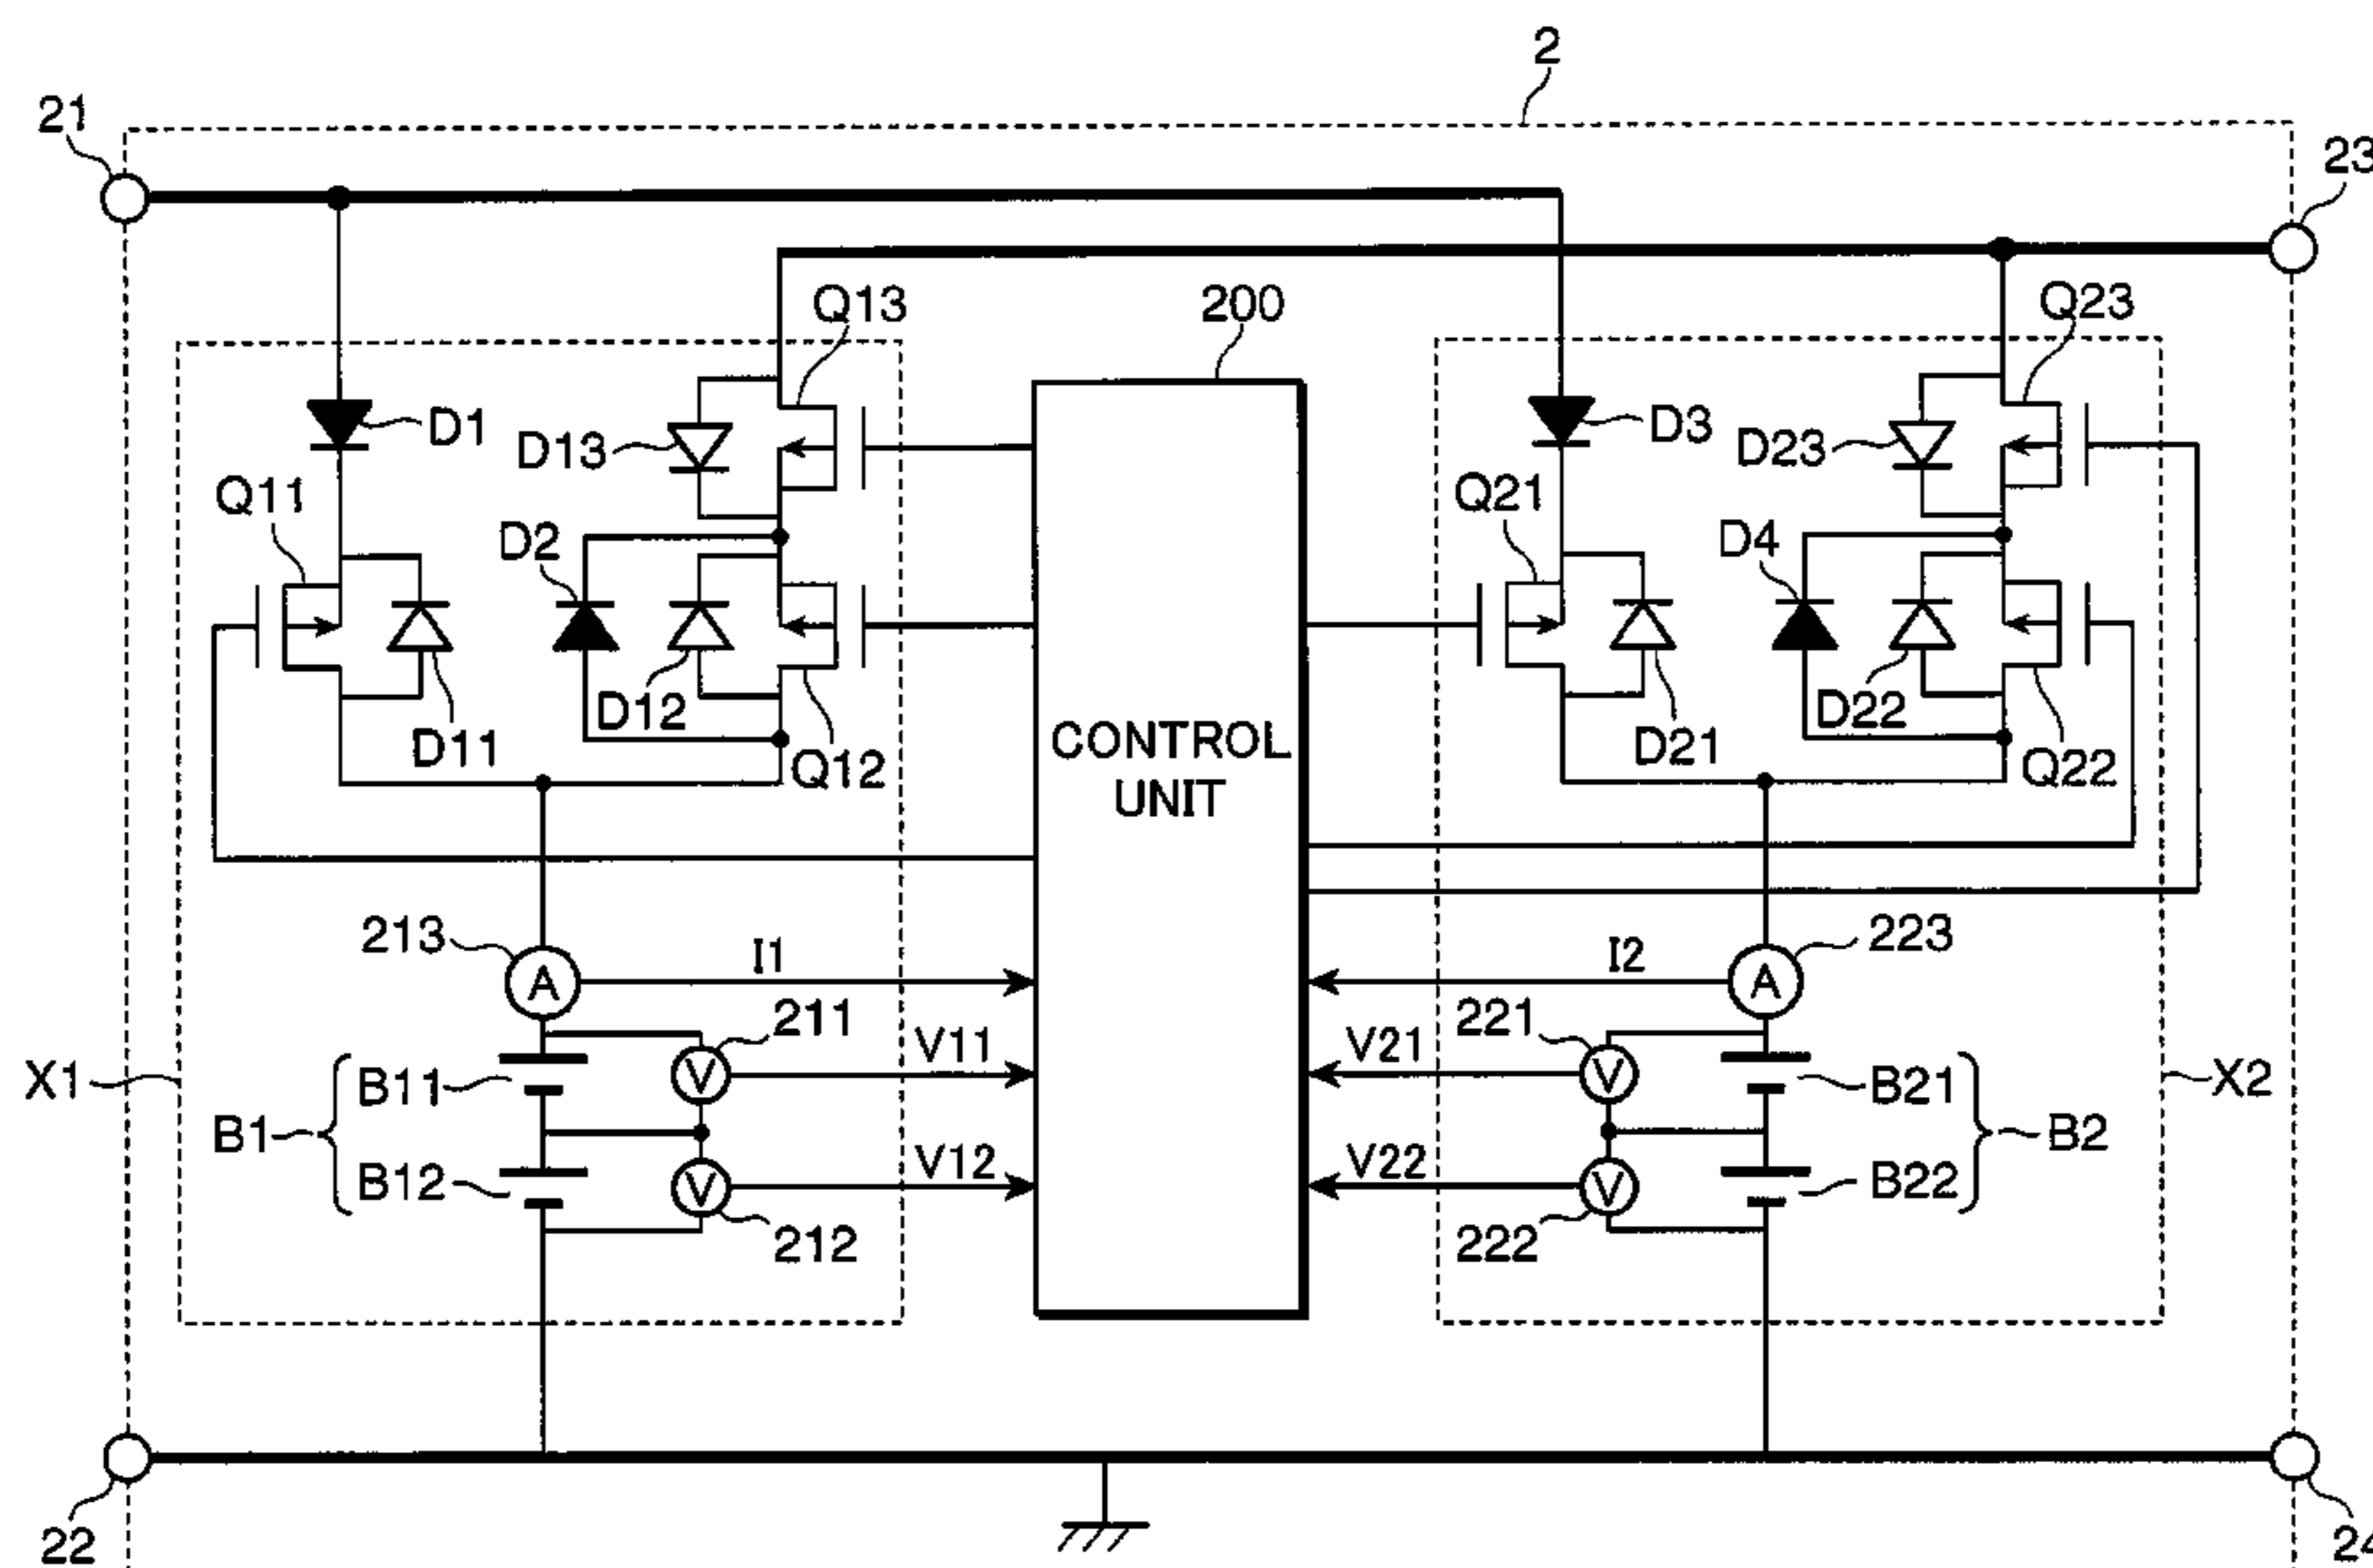 2
21
23
Q13
200
Q23
D1
D13
D3
D23
Q11
D2
Q21
D4
D12
D22
D11
Q12
D21
Q22
CONTROL
UNIT
213
I1
I2
223
211
221
V11
V21
X1
B11
B21
X2
B1
B2
V12
V22
B12
B22
212
222
22
24
A
V
V
A
V
V